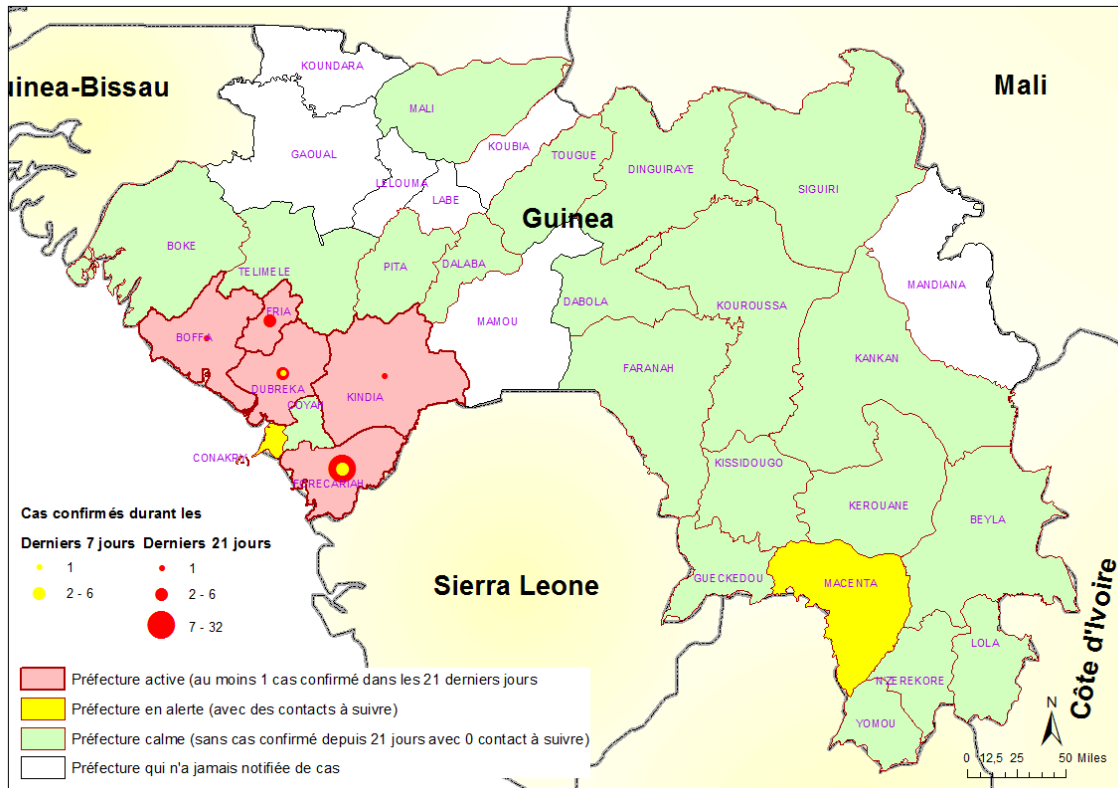 KOUNDARA
uinea-Bissau
Mali
MALI
GAOUAL
KOUBIA
TOUGUE
DINGUIRAYE
LELOUMA
SIGUIRI
LABE
Guinea
BOKE
TELIMELE
PITA
DALABA
MANDIANA
DABOLA
KOUROUSSA
FRIA
MAMOU
BOFFA
KANKAN
FARANAH
DUBREKA
KINDIA
COYAH
CONAKRY
FORECARIAH
KISSIDOUGO
KEROUANE
BEYLA
Cas confirmés durant les
Derniers 7 jours Derniers 21 jours
1 1
2 - 6 2 - 6
7 - 32
Sierra Leone
GUECKEDOU
MACENTA
LOLA
NZEREKORE
YOMOU
Côte d'Ivoire
N
0 12,5 25 50 Miles
Préfecture active (au moins 1 cas confirmé dans les 21 derniers jours
Préfecture en alerte (avec des contacts à suivre)
Préfecture calme (sans cas confirmé depuis 21 jours avec 0 contact à suivre)
Préfecture qui n'a jamais notifiée de cas